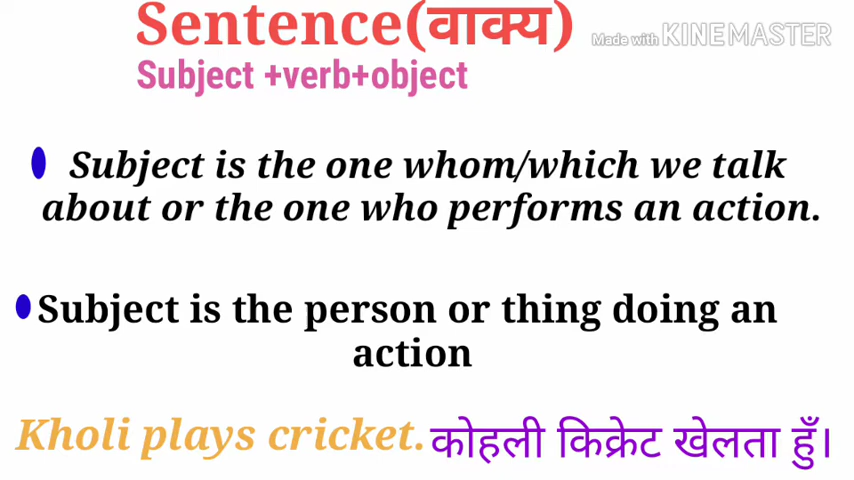 Sentence(वाक्य)
Made with KINEMASTER
Subject +verb+object
Subject is the one whom/which we talk
about or the one who performs an action.
Subject is the person or thing doing an
action
Kholi plays cricket. कोहली किक्रेट खेलता हुँ।